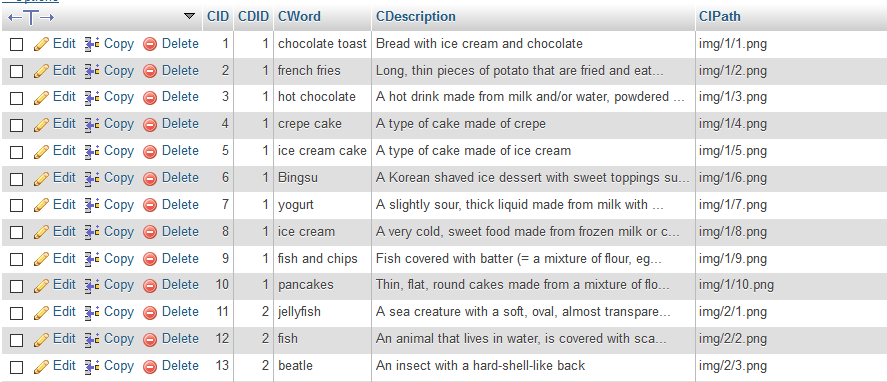 Options
CID CDID CWord CDescription CIPath
Edit Copy Delete 1 1 chocolate toast Bread with ice cream and chocolate img/1/1.png
Edit Copy Delete 2 1 french fries Long, thin pieces of potato that are fried and eat... img/1/2.png
Edit Copy Delete 3 1 hot chocolate A hot drink made from milk and/or water, powdered ... img/1/3.png
Edit Copy Delete 4 1 crepe cake A type of cake made of crepe img/1/4.png
Edit Copy Delete 5 1 ice cream cake A type of cake made of ice cream img/1/5.png
Edit Copy Delete 6 1 Bingsu A Korean shaved ice dessert with sweet toppings su... img/1/6.png
Edit Copy Delete 7 1 yogurt A slightly sour, thick liquid made from milk with ... img/1/7.png
Edit Copy Delete 8 1 ice cream A very cold, sweet food made from frozen milk or c... img/1/8.png
Edit Copy Delete 9 1 fish and chips Fish covered with batter (= a mixture of flour, eg... img/1/9.png
Edit Copy Delete 10 1 pancakes Thin, flat, round cakes made from a mixture of flo... img/1/10.png
Edit Copy Delete 11 2 jellyfish A sea creature with a soft, oval, almost transpare... img/2/1.png
Edit Copy Delete 12 2 fish An animal that lives in water, is covered with sca... img/2/2.png
Edit Copy Delete 13 2 beatle An insect with a hard-shell-like back img/2/3.png